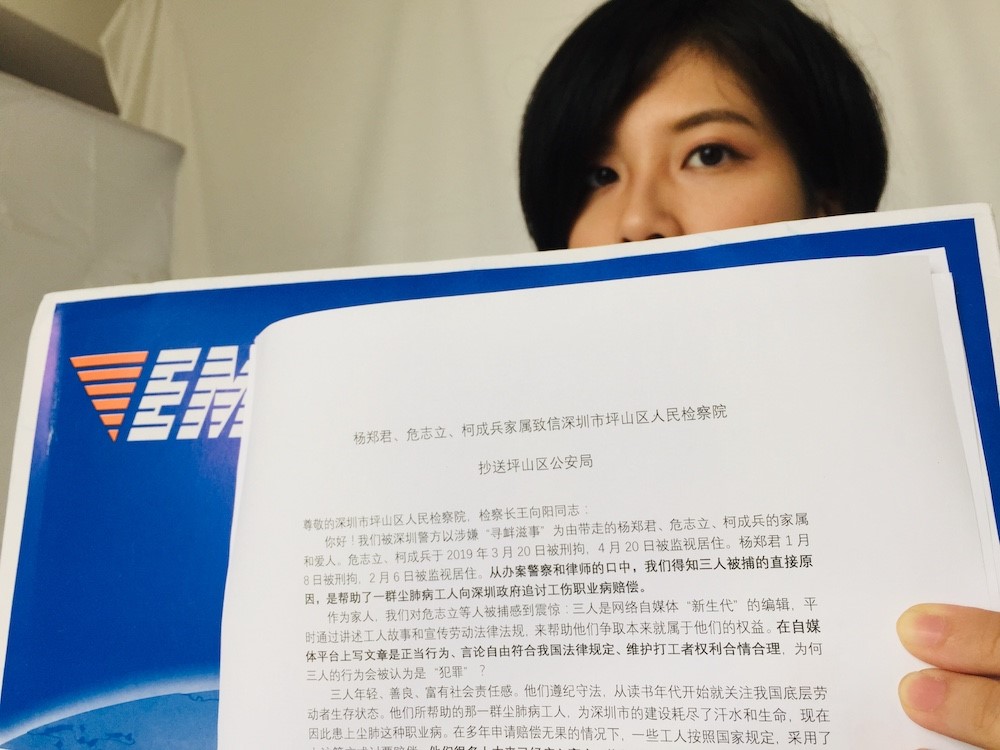 杨郑君、危志立、柯成兵家属致信深圳市坪山区人民检察院
抄送坪山区公安局
尊敬的深圳市坪山区人民检察院，检察长王向阳同志：
你好！我们被深圳警方以涉嫌“寻衅滋事”为由带走的杨郑君、危志立、柯成兵的家属
和爱人。危志立、柯成兵于2019年3月20日被刑拘，4月20日被监视居住。杨郑君1月
8日被刑拘，2月6日被监视居住。从办案警察和律师的口中，我们得知三人被捕的直接原
因，是帮助了一群尘肺病工人向深圳政府追讨工伤职业病赔偿。
作为家人，我们对危志立等人被捕感到震惊：三人是网络自媒体“新生代”的编辑，平
时通过讲述工人故事和宣传劳动法律法规，来帮助他们争取本来就属于他们的权益。在自媒
体平台上写文章是正当行为、言论自由符合我国法律规定、维护打工者权利合情合理，为何
三人的行为会被认为是“犯罪”？
三人年轻、善良、富有社会责任感。他们遵纪守法，从读书年代开始就关注我国底层劳
动者生存状态。他们所帮助的那一群尘肺病工人，为深圳市的建设耗尽了汗水和生命，现在
因此患上尘肺这种职业病。在多年申请赔偿无果的情况下，一些工人按照国家规定，采用了